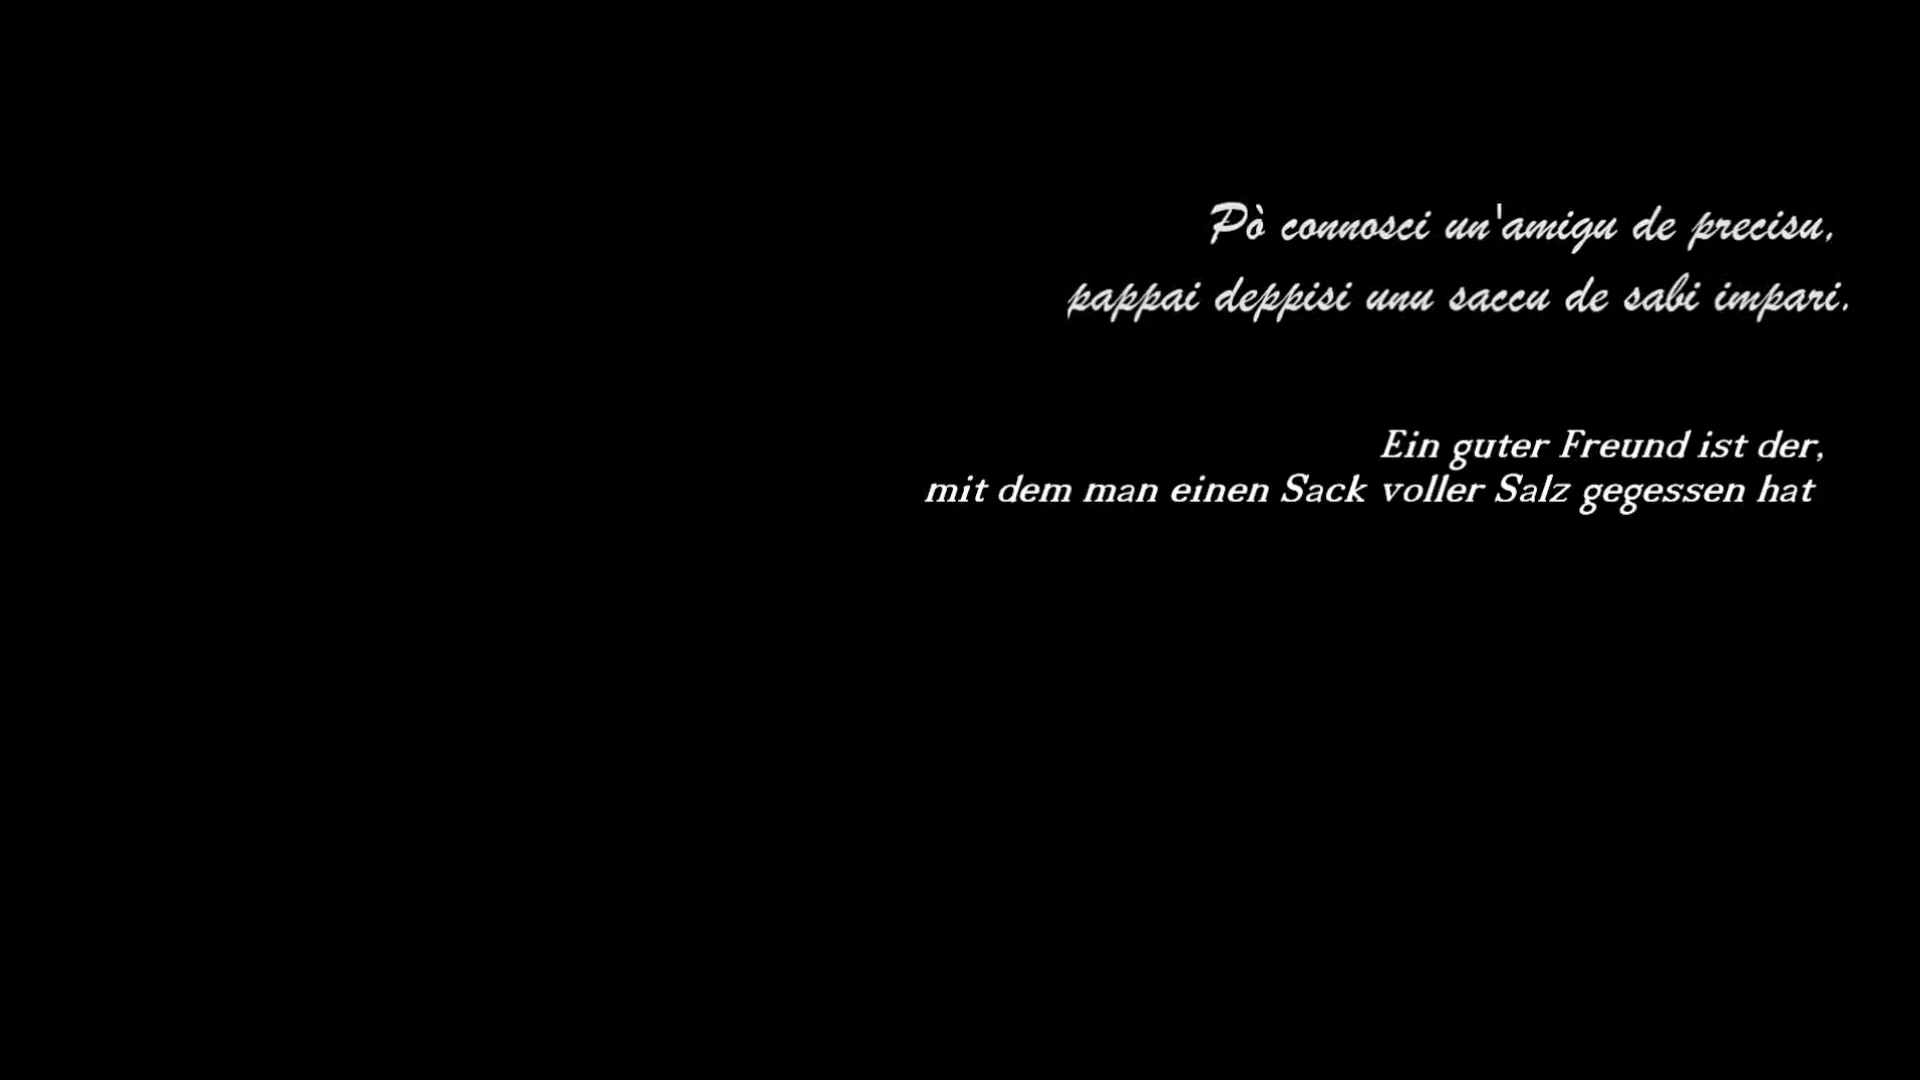 Pò connosci un'amigu de precisu,
pappai deppisi unu saccu de sabi impari.
Ein guter Freund ist der,
mit dem man einen Sack voller Salz gegessen hat